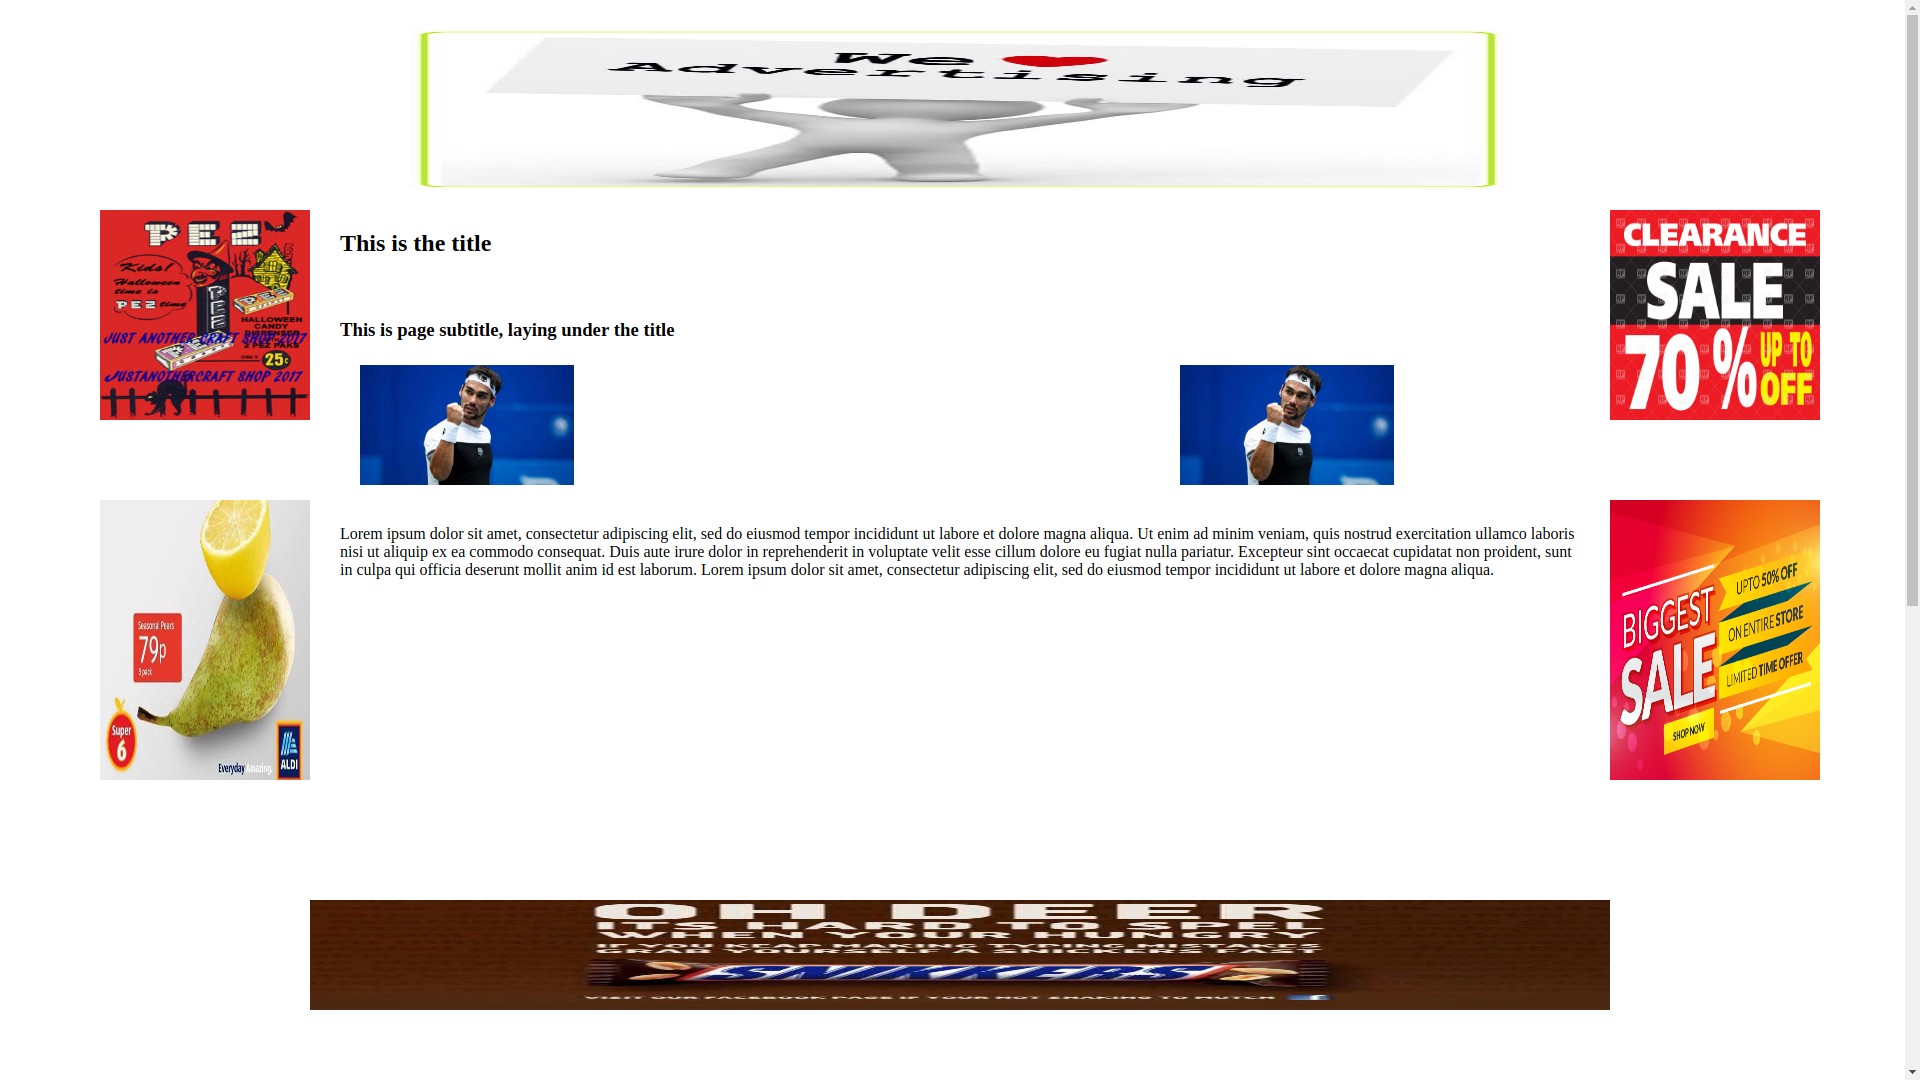 We
Advertising
PEZ
Kids!
Halloween
time is
PEZ time
PEZ
HALLOWEEN
CANDY
DISPENSER
2 PEZ PAKS
ONLY 25¢
JUST ANOTHER CRAFT SHOP 2017
JUSTANOTHERCRAFT SHOP 2017
This is the title
This is page subtitle, laying under the title
CLEARANCE
SALE
70% UP TO
OFF
Lorem ipsum dolor sit amet, consectetur adipiscing elit, sed do eiusmod tempor incididunt ut labore et dolore magna aliqua. Ut enim ad minim veniam, quis nostrud exercitation ullamco laboris
nisi ut aliquip ex ea commodo consequat. Duis aute irure dolor in reprehenderit in voluptate velit esse cillum dolore eu fugiat nulla pariatur. Excepteur sint occaecat cupidatat non proident, sunt
in culpa qui officia deserunt mollit anim id est laborum. Lorem ipsum dolor sit amet, consectetur adipiscing elit, sed do eiusmod tempor incididunt ut labore et dolore magna aliqua.
Seasonal Pears
79p
5 pack
Super
6
Everyday Amazing.
ALDI
BIGGEST
SALE
SHOP NOW
UPTO 50% OFF
ON ENTIRE STORE
LIMITED TIME OFFER
OH DEER
ITS HARD TO SPEL
WHEN YOUR HUNGRY
IF YOU KEAP MAKING TYPING MISTAKES
GRAB YOURSELF A SNICKERS FAST
VISIT OUR FACEBOOK PAGE IF YOUR NOT SNAKING TO MUTCH